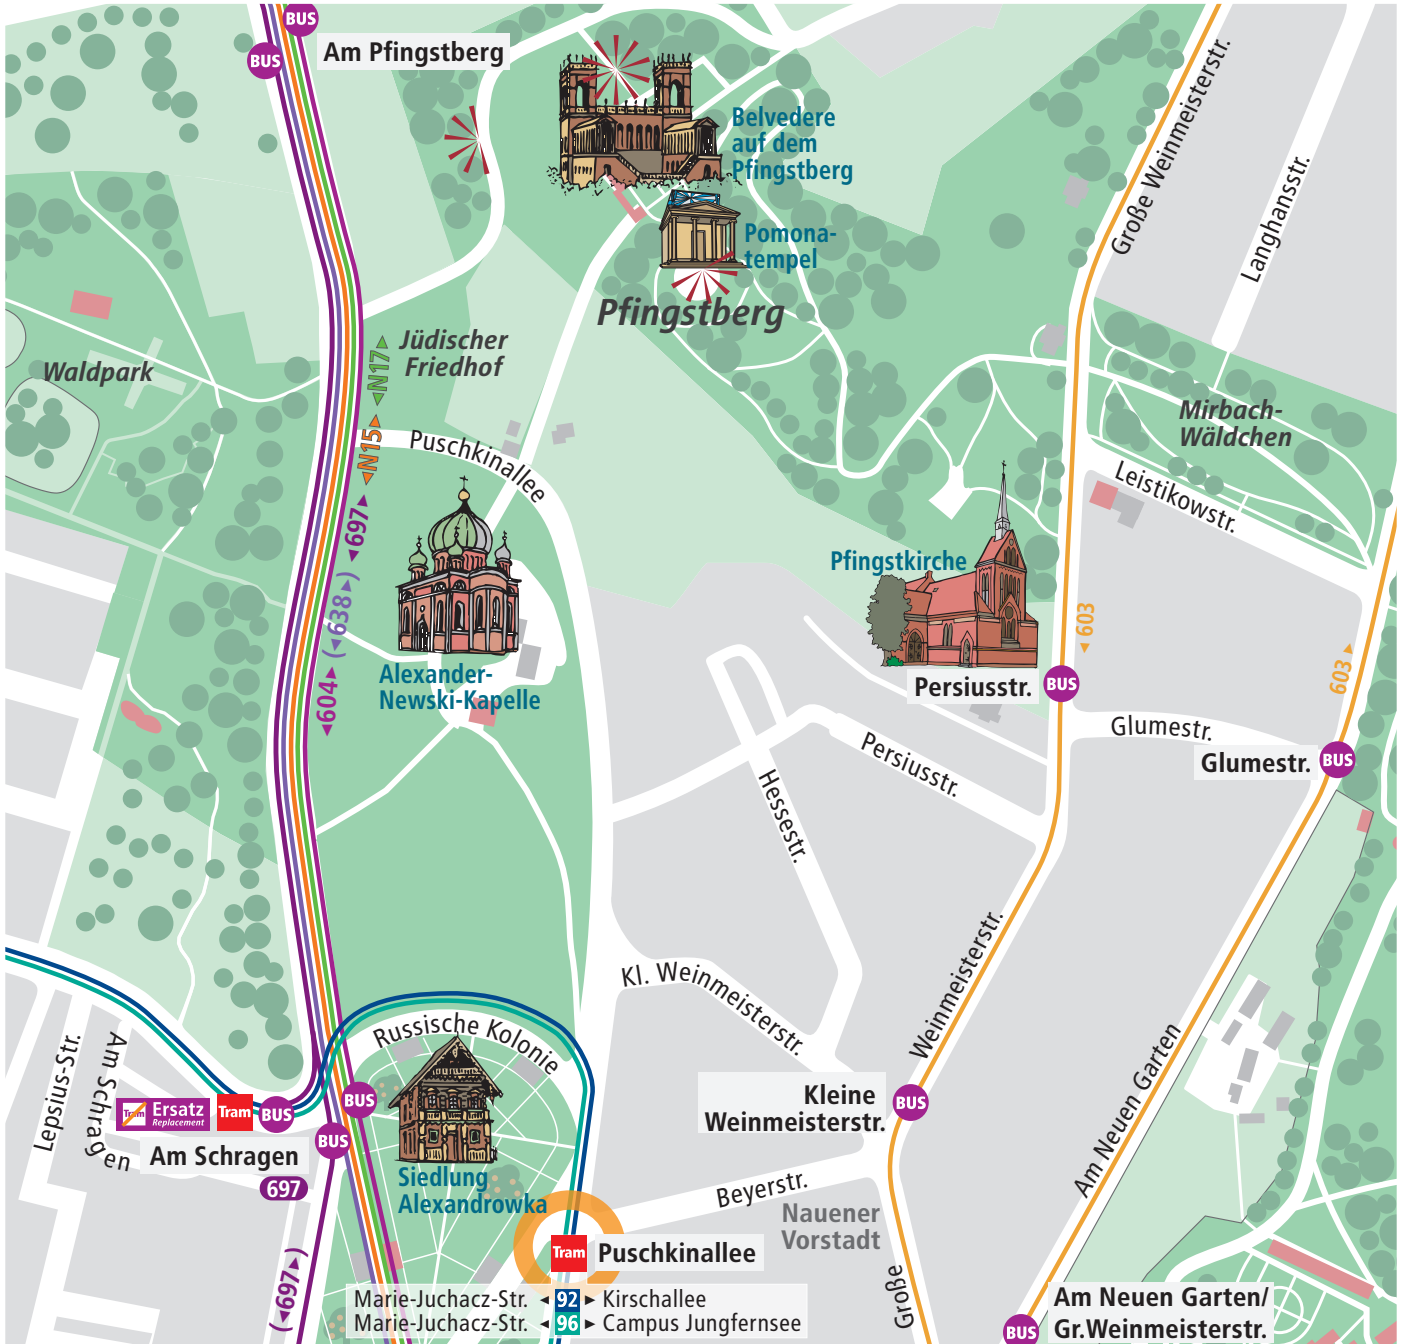 BUS
BUS
Am Pfingstberg
Belvedere
auf dem
Pfingstberg
Pomona-
tempel
Pfingstberg
Große Weinmeisterstr.
Langhansstr.
Jüdischer
Friedhof
Waldpark
N17
N15
697
(638)
604
Puschkinallee
Mirbach-
Wäldchen
Leistikowstr.
Pfingstkirche
Alexander-
Newski-Kapelle
603
603
Persiusstr.
BUS
Glumestr.
Glumestr.
BUS
Persiusstr.
Hessestr.
Kl. Weinmeisterstr.
Weinmeisterstr.
Am Neuen Garten
Russische Kolonie
Lepsius-Str.
Am Schragen
Tram
Ersatz
Replacement
Tram
BUS
BUS
BUS
Am Schragen
697
(697)
Siedlung
Alexandrowka
Kleine
Weinmeisterstr.
BUS
Beyerstr.
Nauener
Vorstadt
Große
Tram
Puschkinallee
Marie-Juchacz-Str. ◄ 92 ► Kirschallee
Marie-Juchacz-Str. ◄ 96 ► Campus Jungfernsee
BUS
Am Neuen Garten/
Gr.Weinmeisterstr.